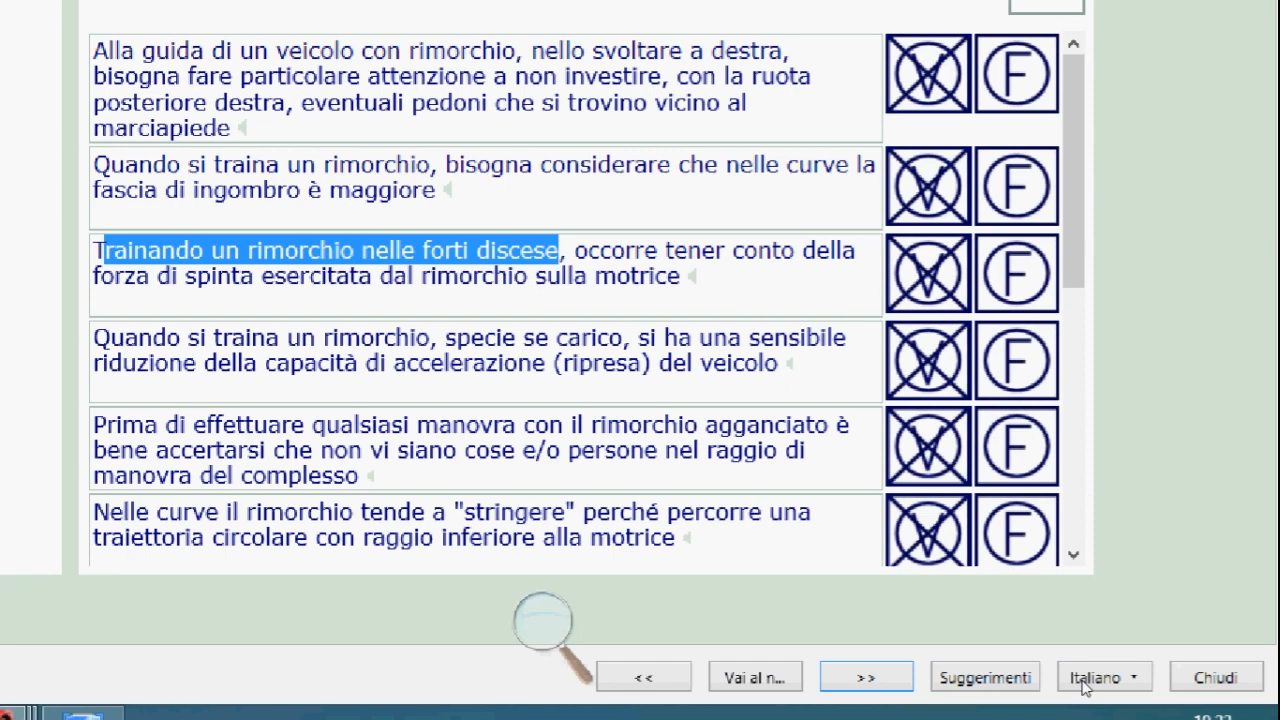 Alla guida di un veicolo con rimorchio, nello svoltare a destra,
bisogna fare particolare attenzione a non investire, con la ruota
posteriore destra, eventuali pedoni che si trovino vicino al
marciapiede
V F
Quando si traina un rimorchio, bisogna considerare che nelle curve la
fascia di ingombro è maggiore
V F
Trainando un rimorchio nelle forti discese, occorre tener conto della
forza di spinta esercitata dal rimorchio sulla motrice
V F
Quando si traina un rimorchio, specie se carico, si ha una sensibile
riduzione della capacità di accelerazione (ripresa) del veicolo
V F
Prima di effettuare qualsiasi manovra con il rimorchio agganciato è
bene accertarsi che non vi siano cose e/o persone nel raggio di
manovra del complesso
V F
Nelle curve il rimorchio tende a "stringere" perché percorre una
traiettoria circolare con raggio inferiore alla motrice
V F
<< Vai al n... >> Suggerimenti Italiano Chiudi